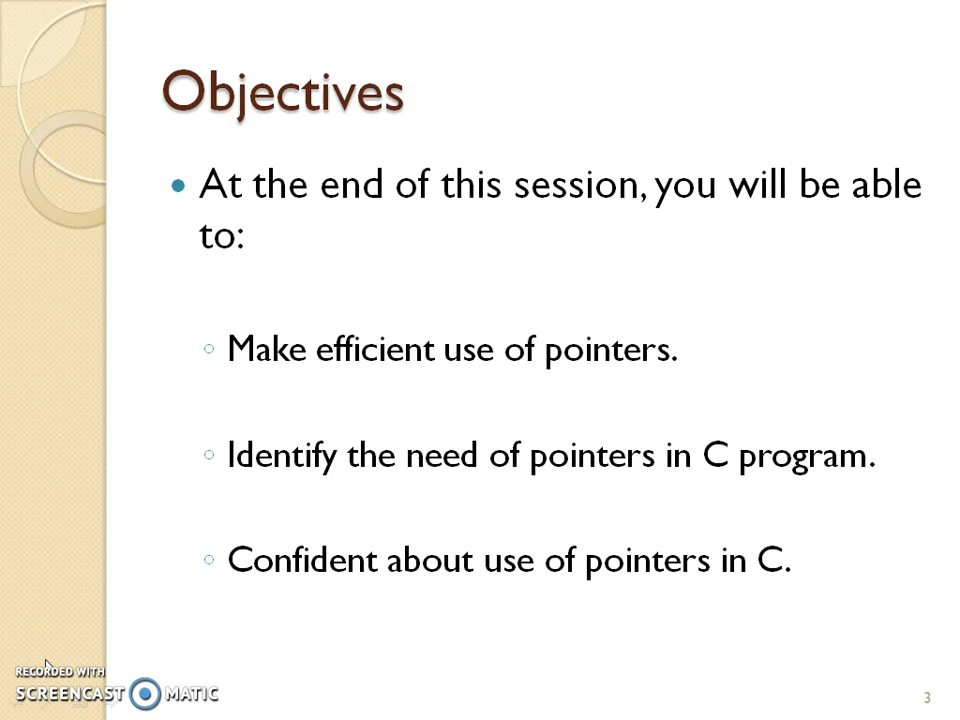 Objectives
At the end of this session, you will be able
to:
Make efficient use of pointers.
Identify the need of pointers in C program.
Confident about use of pointers in C.
RECORDED WITH
SCREENCAST MATIC
3